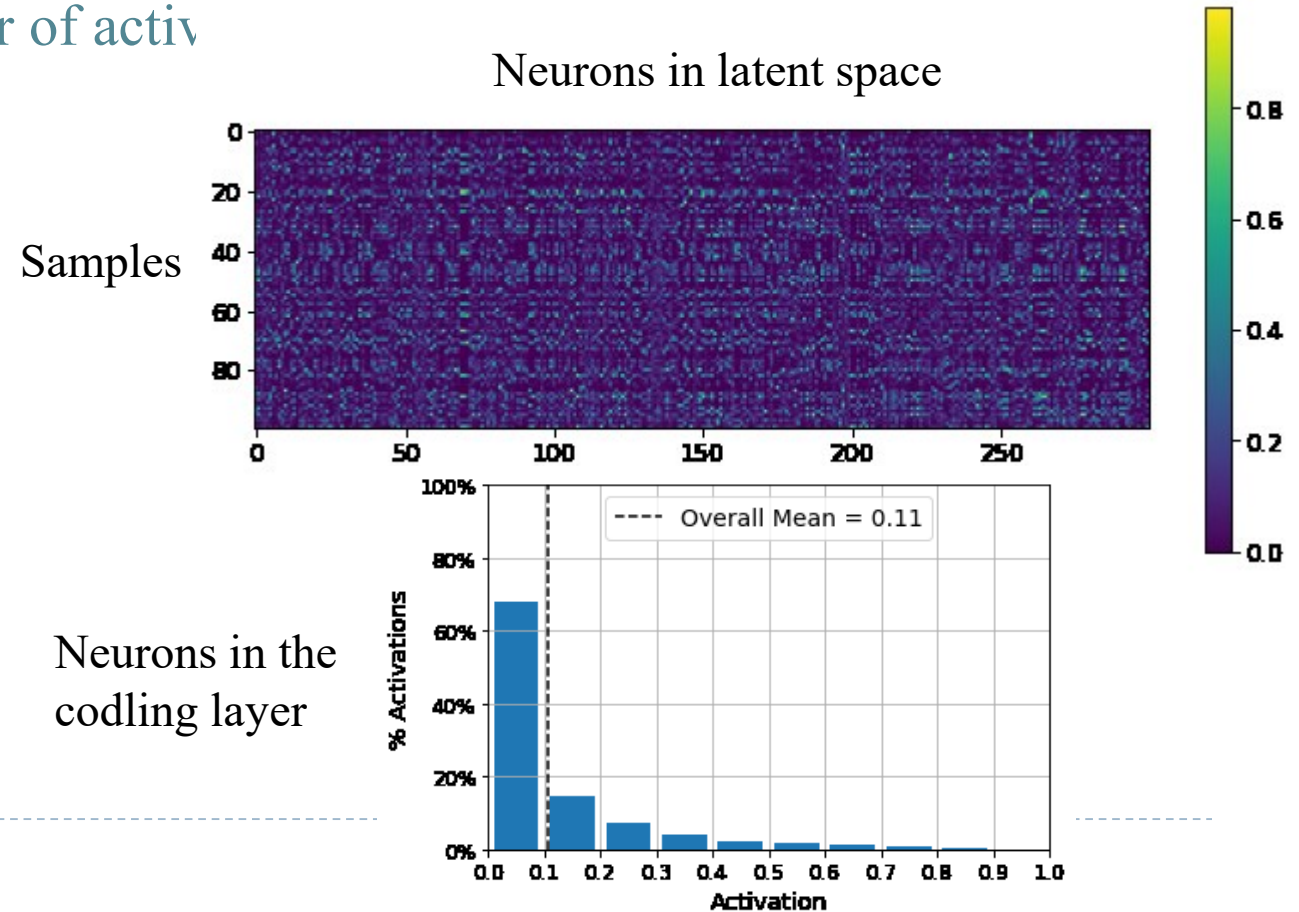 r of activ
Neurons in latent space
Samples
0
20
40
60
80
0 50 100 150 200 250
0.8
0.6
0.4
0.2
0.0
Neurons in the
codling layer
% Activations
100%
80%
60%
40%
20%
0%
Overall Mean = 0.11
0.0 0.1 0.2 0.3 0.4 0.5 0.6 0.7 0.8 0.9 1.0
Activation